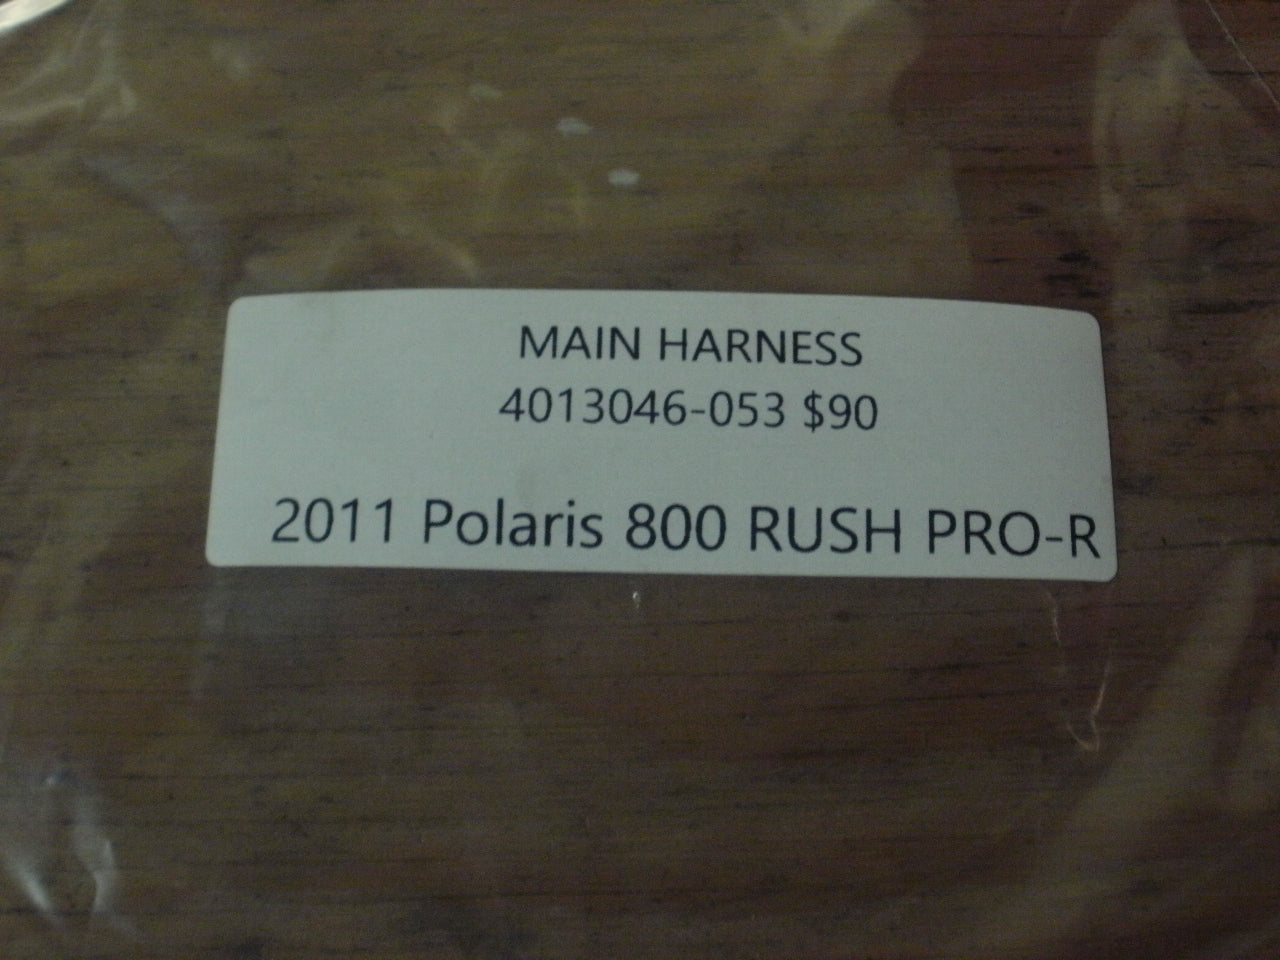 MAIN HARNESS
4013046-053 $90
2011 Polaris 800 RUSH PRO-R